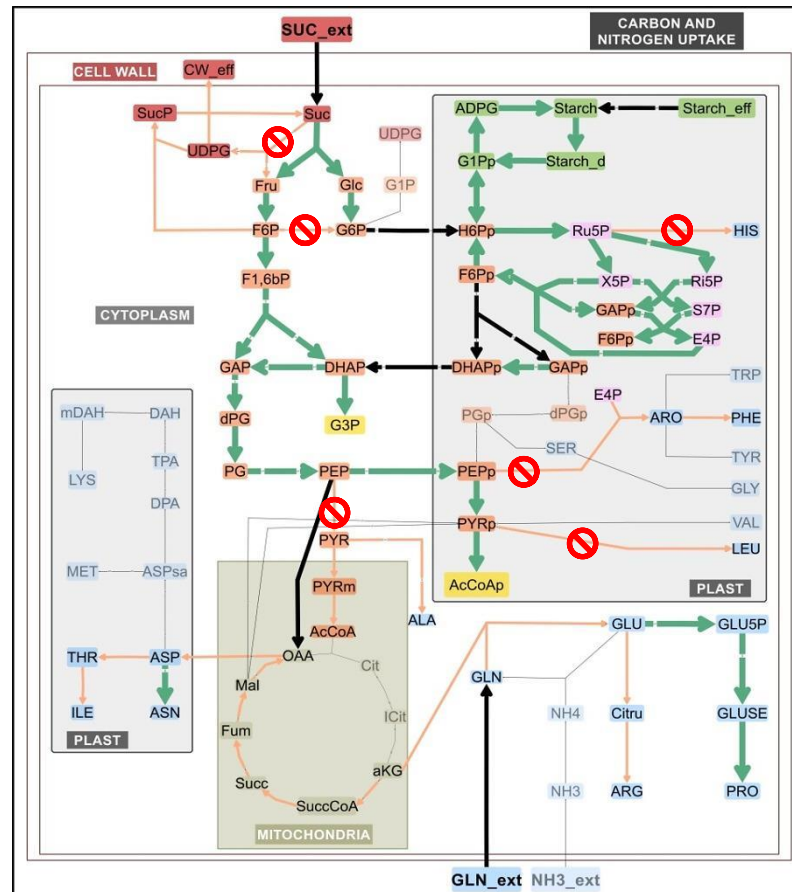 SUC_ext
CARBON AND
NITROGEN UPTAKE
CELL WALL
CW_eff
SucP
Suc
UDPG
UDPG
Fru
Glc
G1P
F6P
G6P
F1,6bP
CYTOPLASM
GAP
DHAP
dPG
G3P
PG
PEP
PYR
ADPG
Starch
Starch_eff
G1Pp
Starch_d
H6Pp
Ru5P
HIS
F6Pp
X5P
Ri5P
GAPp
S7P
F6Pp
E4P
DHAPp
GAPp
E4P
TRP
PGp
dPGp
ARO
PHE
SER
TYR
PEPp
GLY
PYRp
VAL
LEU
AcCoAp
PLAST
mDAH
DAH
TPA
LYS
DPA
MET
ASPsa
THR
ASP
ILE
ASN
PLAST
PYRm
AcCoA
ALA
OAA
Cit
Mal
ICit
Fum
aKG
Succ
SuccCoA
MITOCHONDRIA
GLU
GLU5P
GLN
NH4
Citru
GLUSE
NH3
ARG
PRO
GLN_ext
NH3_ext